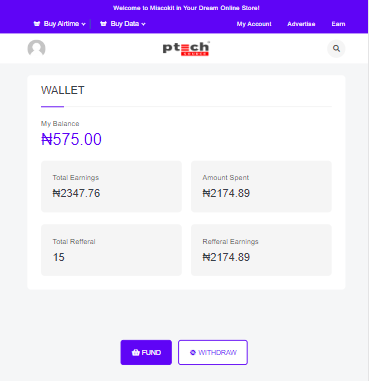 Welcome to Miscokit in Your Dream Online Store!
Buy Airtime
Buy Data
My Account
Advertise
Earn
ptech
WALLET
My Balance
₦575.00
Total Earnings
₦2347.76
Amount Spent
₦2174.89
Total Refferal
15
Refferal Earnings
₦2174.89
FUND
WITHDRAW